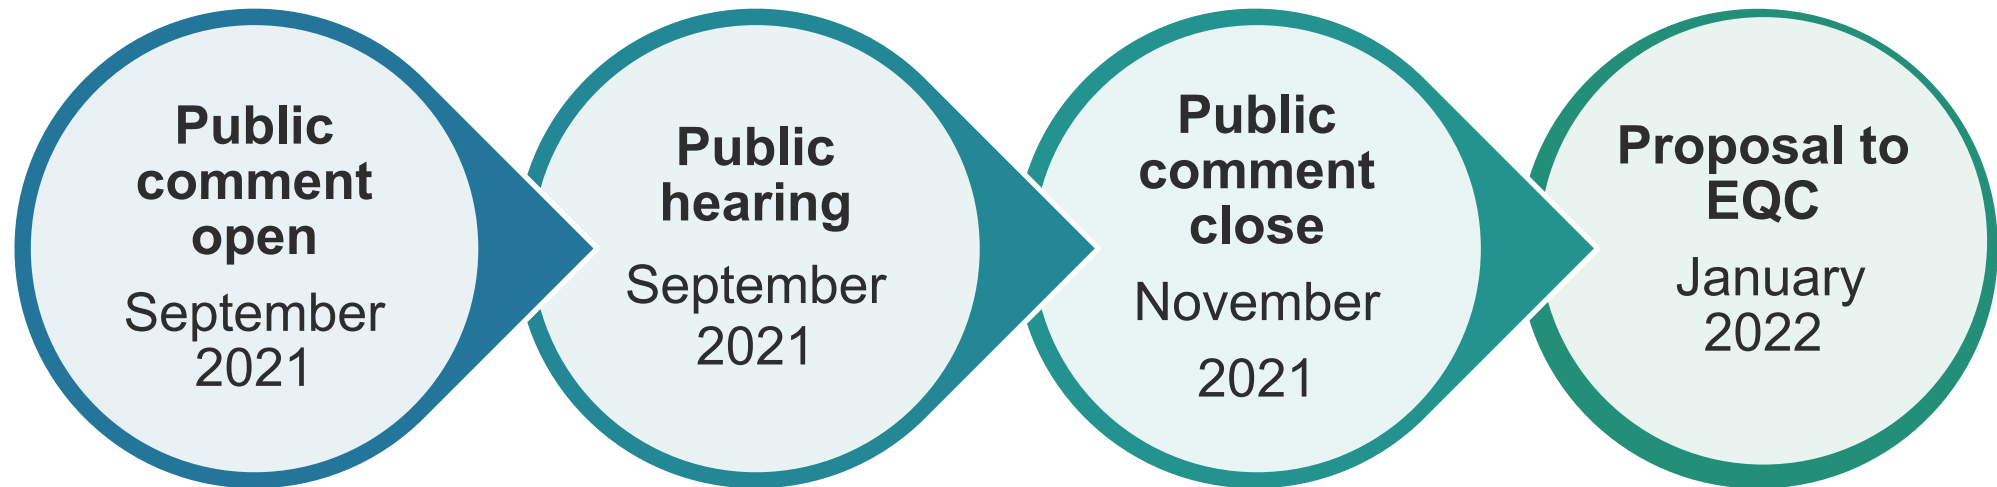 Public
comment
open
September
2021
Public
hearing
September
2021
Public
comment
close
November
2021
Proposal to
EQC
January
2022